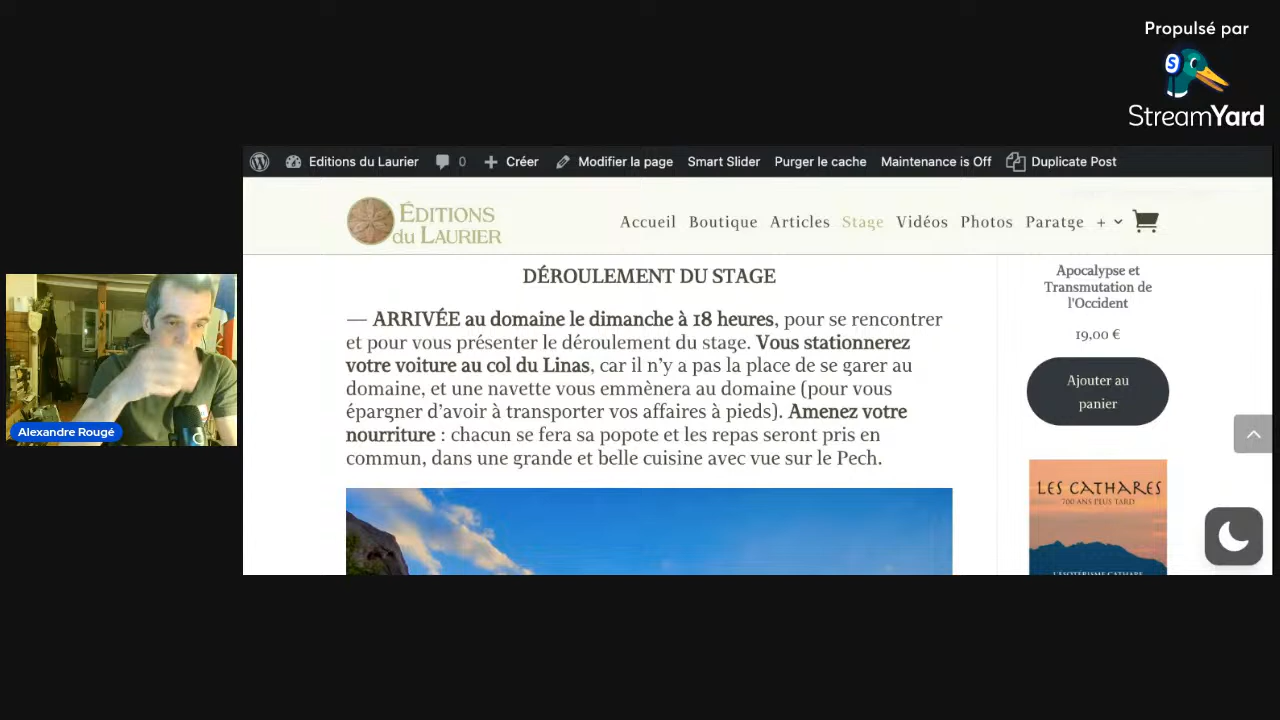 Propulsé par
StreamYard
Editions du Laurier 0 Créer Modifier la page Smart Slider Purger le cache Maintenance is Off Duplicate Post
ÉDITIONS
du LAURIER
Accueil Boutique Articles Stage Vidéos Photos Paratge +
DÉROULEMENT DU STAGE
— ARRIVÉE au domaine le dimanche à 18 heures, pour se rencontrer
et pour vous présenter le déroulement du stage. Vous stationnerez
votre voiture au col du Linas, car il n’y a pas la place de se garer au
domaine, et une navette vous emmènera au domaine (pour vous
épargner d’avoir à transporter vos affaires à pieds). Amenez votre
nourriture : chacun se fera sa popote et les repas seront pris en
commun, dans une grande et belle cuisine avec vue sur le Pech.
Apocalypse et
Transmutation de
l'Occident
19,00 €
Ajouter au
panier
LES CATHARES
700 ANS PLUS TARD
L'ÉSOTÉRISME CATHARE
Alexandre Rougé